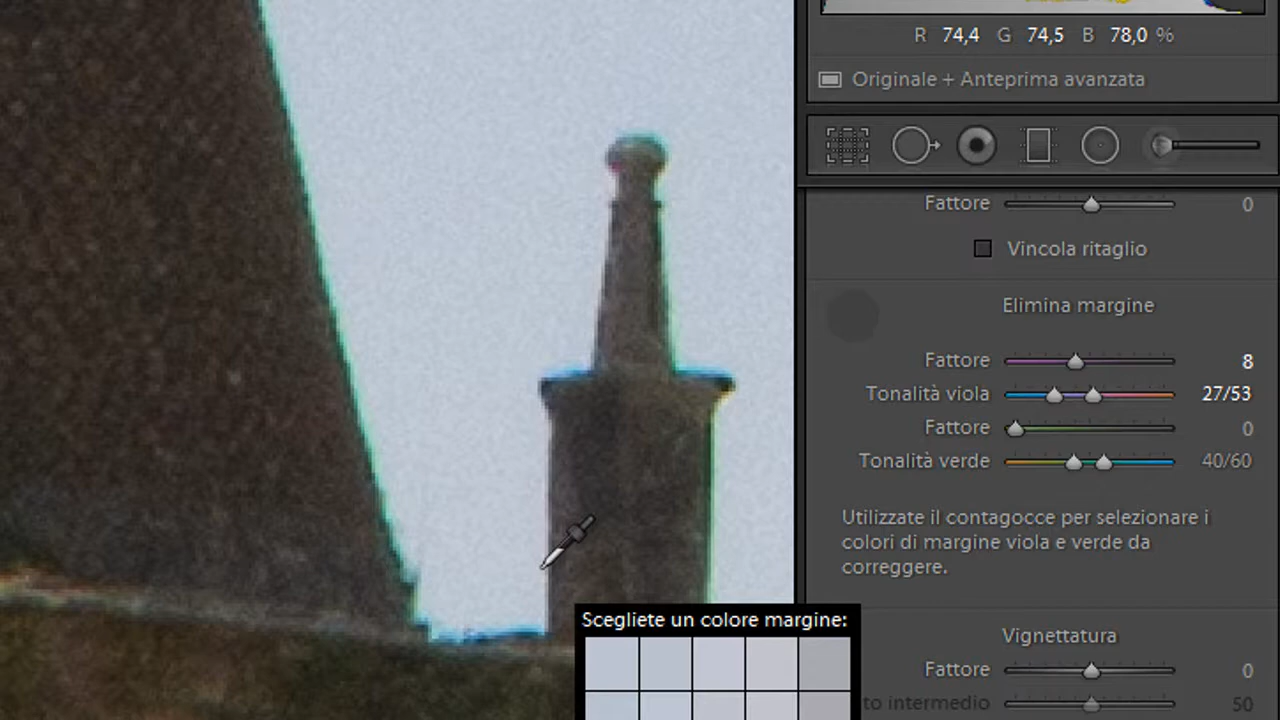 R 74,4 G 74,5 B 78,0 %
Originale + Anteprima avanzata
Fattore 0
Vincola ritaglio
Elimina margine
Fattore 8
Tonalità viola 27/53
Fattore 0
Tonalità verde 40/60
Utilizzate il contagocce per selezionare i
colori di margine viola e verde da
correggere.
Scegliete un colore margine:
Vignettatura
Fattore 0
to intermedio 50